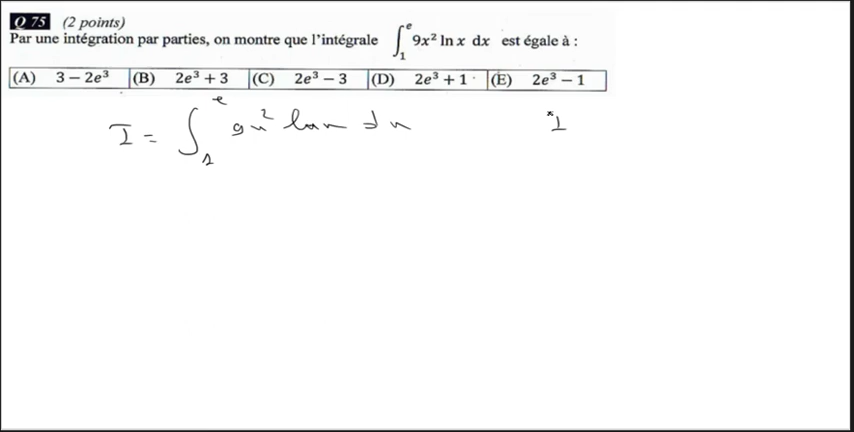 Q 75 (2 points)
Par une intégration par parties, on montre que l'intégrale ∫₁ᵉ 9x² ln x dx est égale à :
(A) 3 − 2e³ (B) 2e³ + 3 (C) 2e³ − 3 (D) 2e³ + 1 (E) 2e³ − 1
I = ∫₁ᵉ 9x² ln x dx